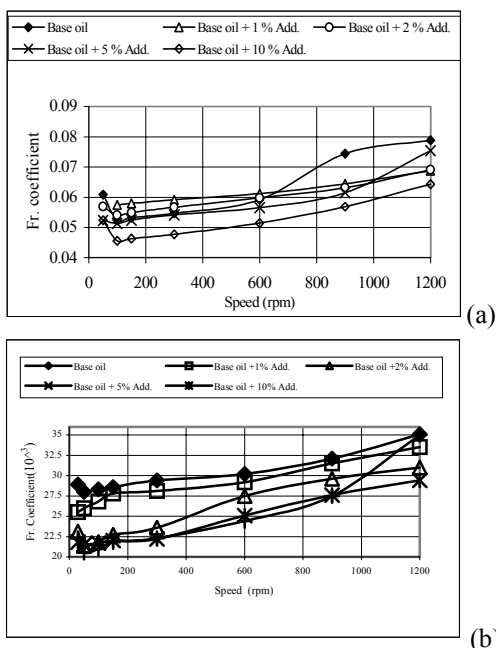 Base oil Base oil + 1 % Add. Base oil + 2 % Add.
Base oil + 5 % Add. Base oil + 10 % Add.
0.09
0.08
0.07
0.06
0.05
0.04
Fr. coefficient
0 200 400 600 800 1000 1200
Speed (rpm)
(a)
Base oil Base oil +1% Add. Base oil +2% Add.
Base oil + 5% Add. Base oil + 10% Add.
35
32.5
30
27.5
25
22.5
20
Fr. Coefficient(10^3)
0 200 400 600 800 1000 1200
Speed (rpm)
(b)